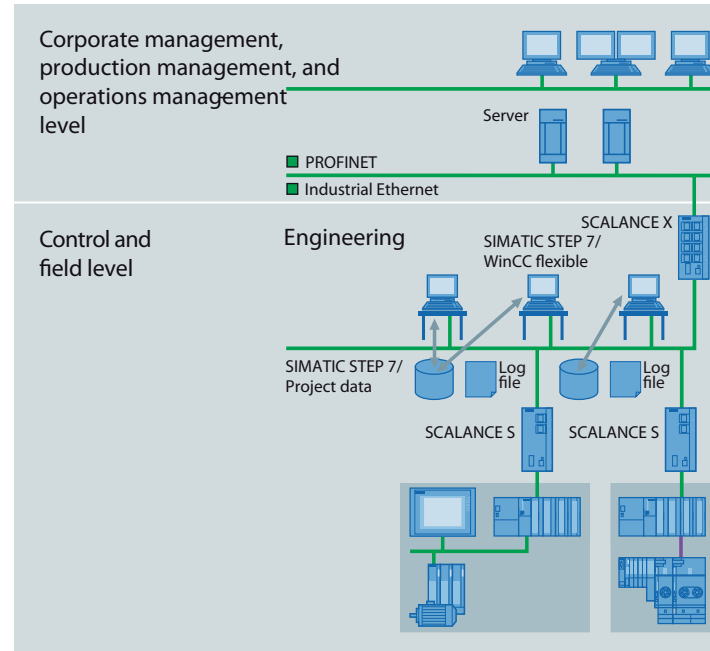 Corporate management,
production management, and
operations management
level
Server
PROFINET
Industrial Ethernet
Control and
field level
Engineering
SCALANCE X
SIMATIC STEP 7/
WinCC flexible
SIMATIC STEP 7/
Project data
Log
file
Log
file
SCALANCE S
SCALANCE S